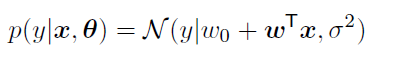 p(y|𝒙, 𝜽) = 𝒩(y|w₀ + 𝒘ᵀ𝒙, σ²)